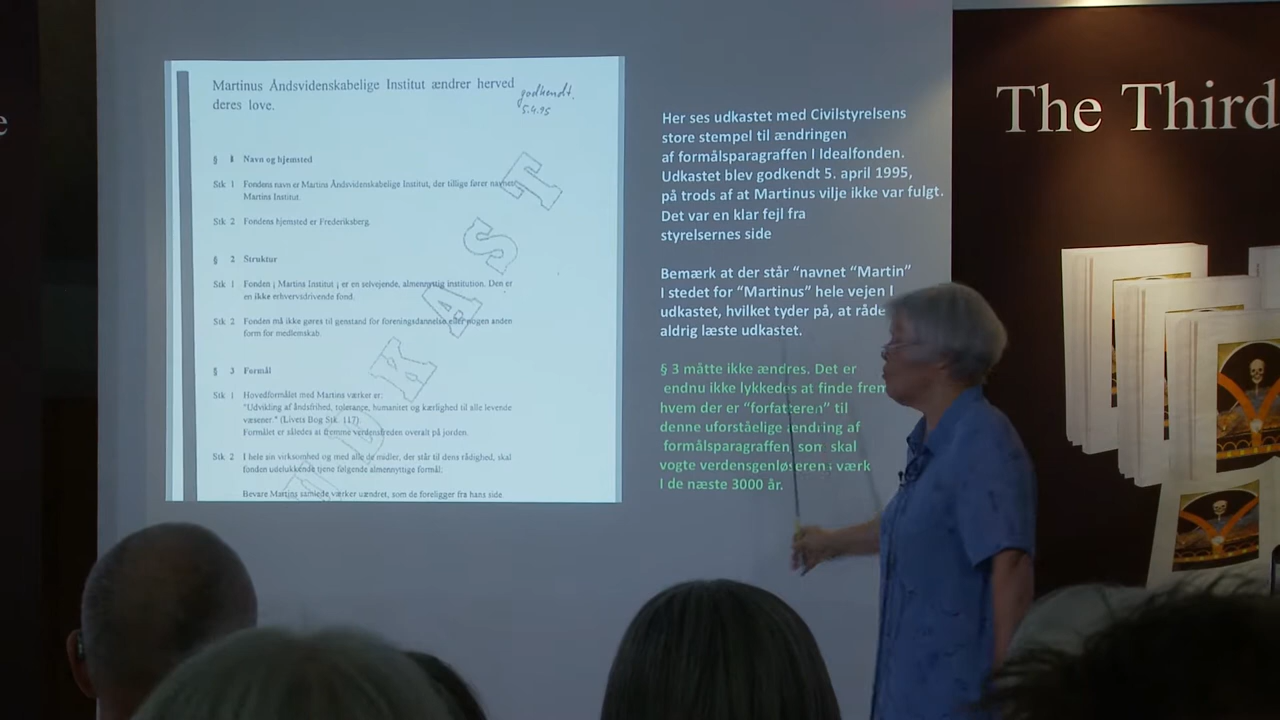 e
Martinus Åndsvidenskabelige Institut ændrer herved
deres love.
godkendt.
5.4.95
§ 1 Navn og hjemsted
Stk 1 Fondens navn er Martins Åndsvidenskabelige Institut, der tillige fører navnet
Martins Institut.
Stk 2 Fondens hjemsted er Frederiksberg
§ 2 Struktur
Stk 1 Fonden ¡ Martins Institut ¡ er en selvejende, almennyttig institution. Den er
en ikke erhvervsdrivende fond.
Stk 2 Fonden må ikke gøres til genstand for foreningsdannelse eller nogen anden
form for medlemskab.
§ 3 Formål
Stk 1 Hovedformålet med Martins værker er:
"Udvikling af åndsfrihed, tolerance, humanitet og kærlighed til alle levende
væsener." (Livets Bog Stk. 117)
Formålet er således at fremme verdensfreden overalt på jorden.
Stk 2 I hele sin virksomhed og med alle de midler, der står til dens rådighed, skal
fonden udelukkende tjene følgende almennyttige formål:
Bevare Martins samlede værker uændret, som de foreligger fra hans side
UDKAST
Her ses udkastet med Civilstyrelsens
store stempel til ændringen
af formålsparagraffen I Idealfonden.
Udkastet blev godkendt 5. april 1995,
på trods af at Martinus vilje ikke var fulgt.
Det var en klar fejl fra
styrelsernes side
Bemærk at der står “navnet “Martin”
I stedet for “Martinus” hele vejen I
udkastet, hvilket tyder på, at råde
aldrig læste udkastet.
§ 3 måtte ikke ændres. Det er
endnu ikke lykkedes at finde frem
hvem der er “forfatteren” til
denne uforståelige ændring af
formålsparagraffen, som skal
vogte verdensgenløseren s værk
I de næste 3000 år.
The Third